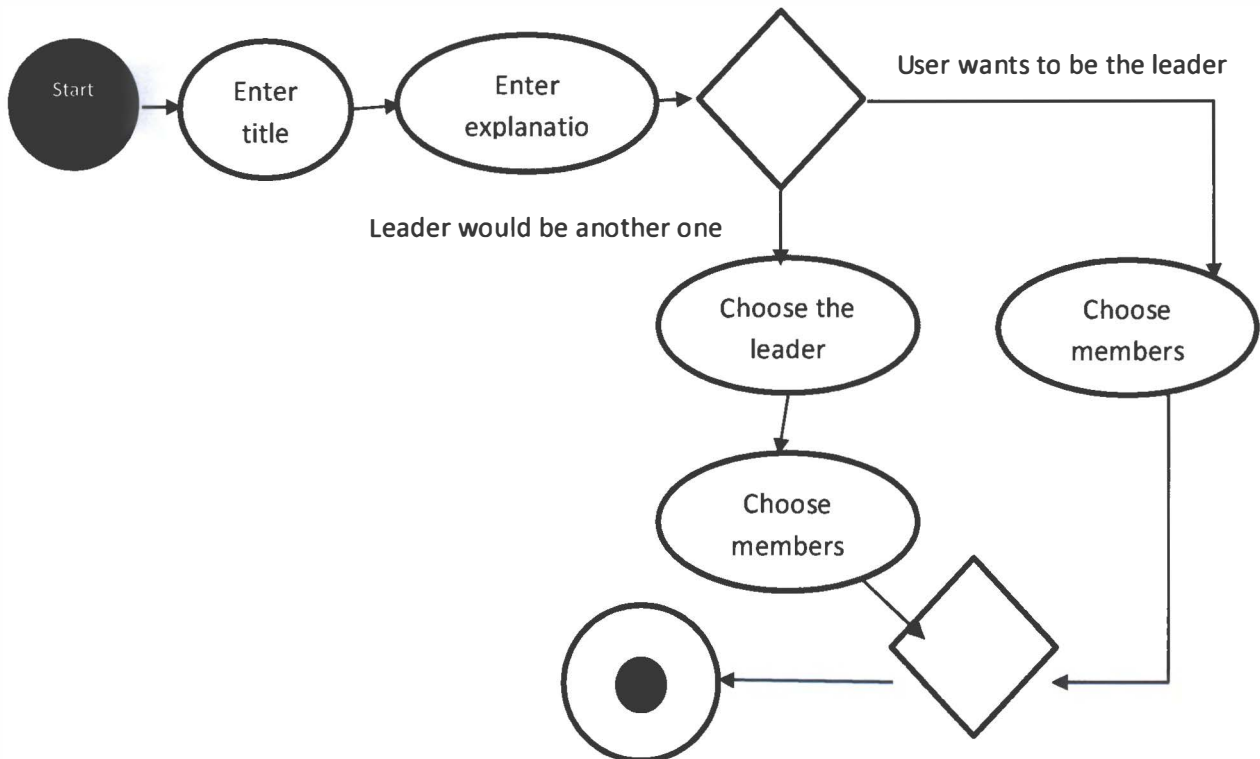 Start
Enter
title
Enter
explanatio
User wants to be the leader
Leader would be another one
Choose the
leader
Choose
members
Choose
members